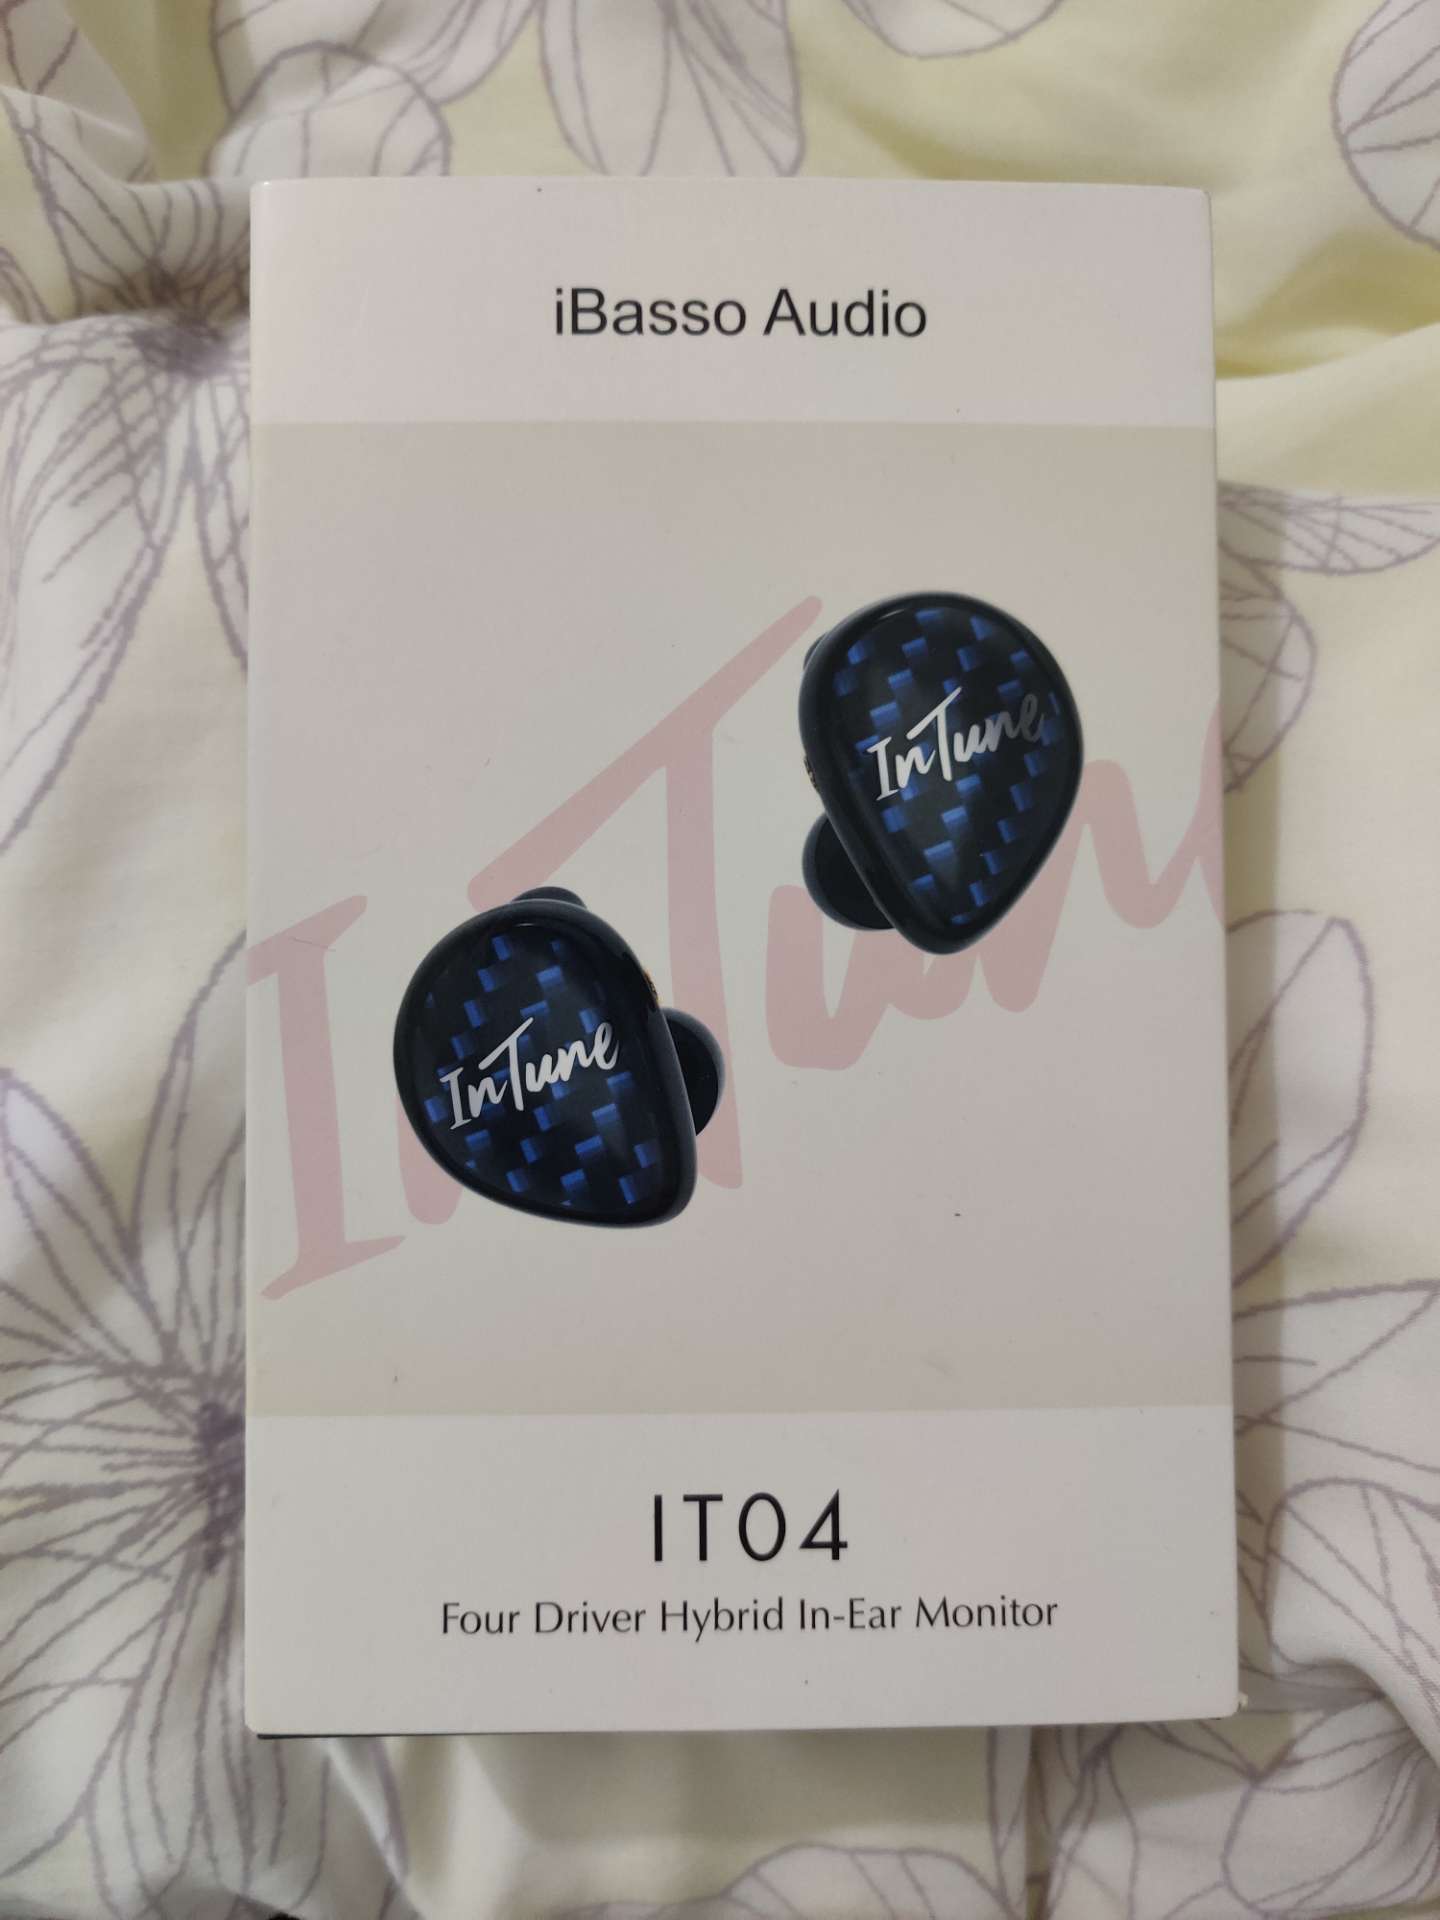 iBasso Audio
InTune
InTune
InTune
IT04
Four Driver Hybrid In-Ear Monitor